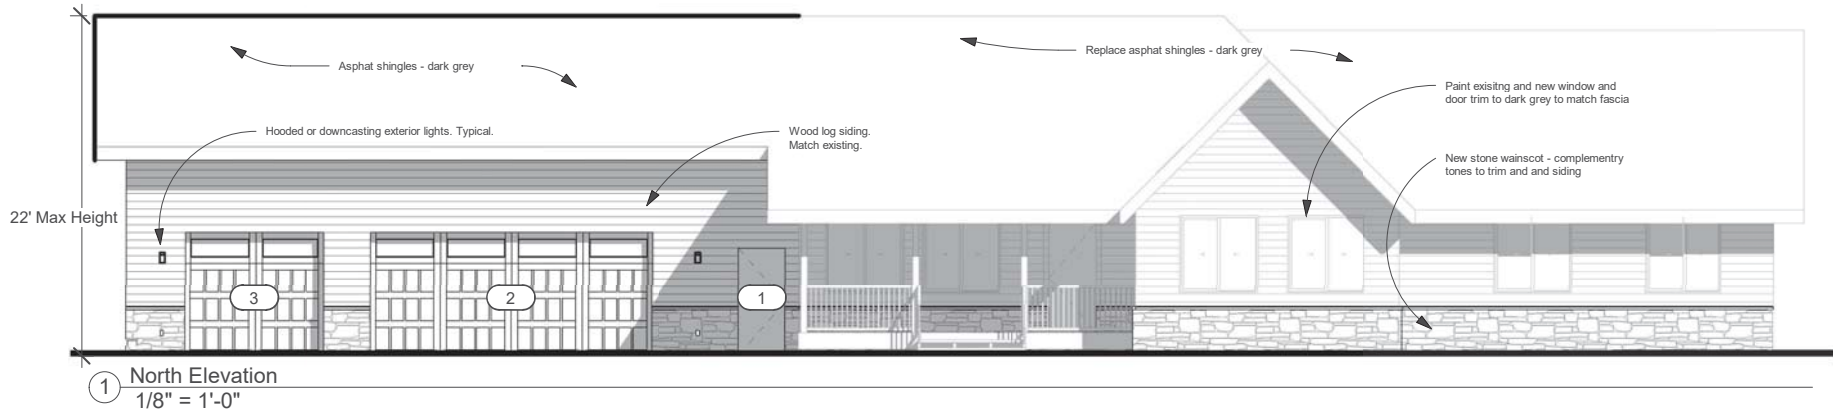 Asphat shingles - dark grey
Replace asphat shingles - dark grey
Paint exisitng and new window and
door trim to dark grey to match fascia
Hooded or downcasting exterior lights. Typical.
Wood log siding.
Match existing.
New stone wainscot - complementry
tones to trim and and siding
22' Max Height
3
2
1
1
North Elevation
1/8" = 1'-0"